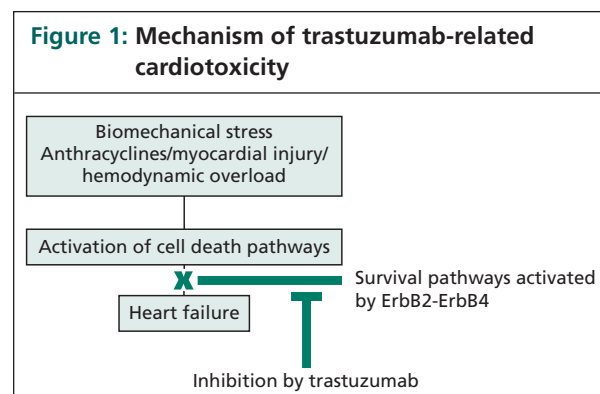 Figure 1: Mechanism of trastuzumab-related
cardiotoxicity
Biomechanical stress
Anthracyclines/myocardial injury/
hemodynamic overload
Activation of cell death pathways
X
Survival pathways activated
by ErbB2-ErbB4
Heart failure
Inhibition by trastuzumab